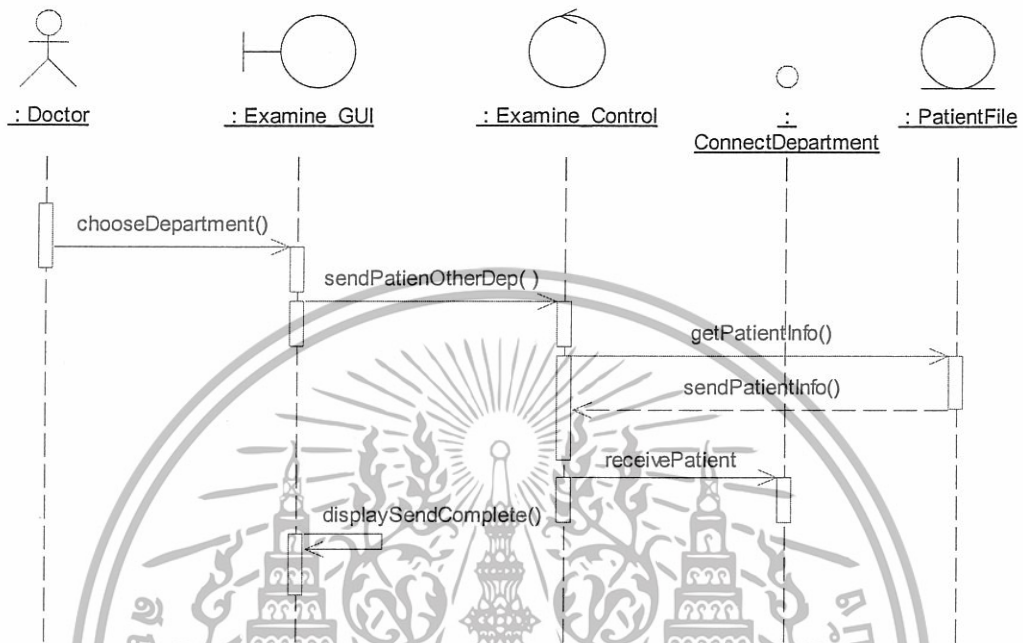 : Doctor
: Examine_GUI
: Examine_Control
:
ConnectDepartment
: PatientFile
chooseDepartment()
sendPatienOtherDep( )
getPatientInfo()
sendPatientInfo()
receivePatient
displaySendComplete()